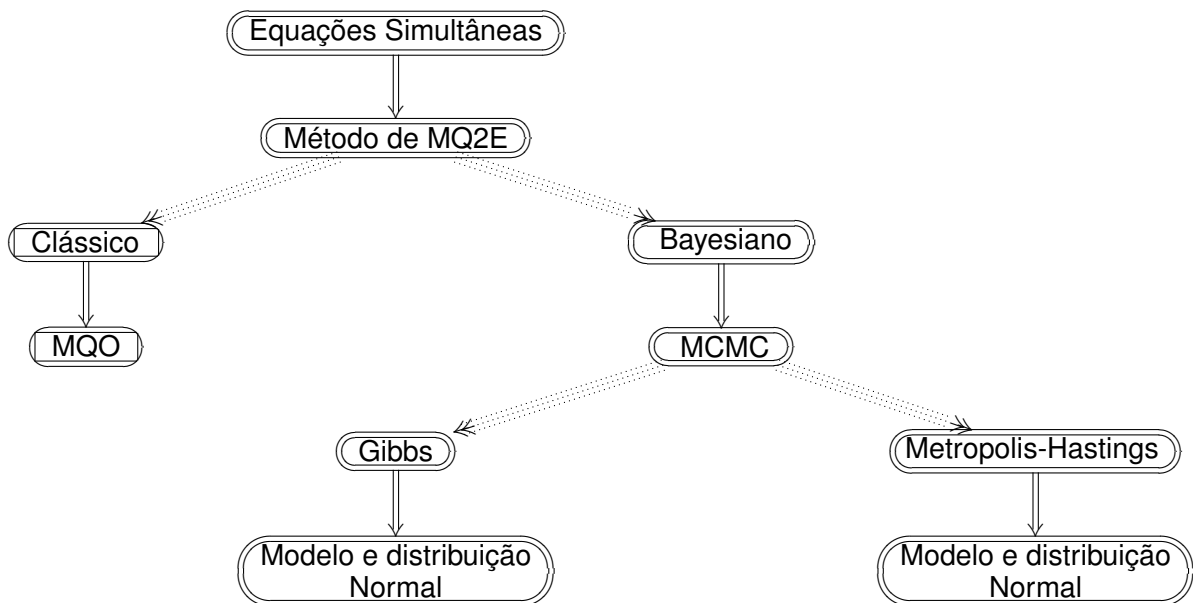 Equações Simultâneas
Método de MQ2E
Clássico
Bayesiano
MQO
MCMC
Gibbs
Metropolis-Hastings
Modelo e distribuição
Normal
Modelo e distribuição
Normal